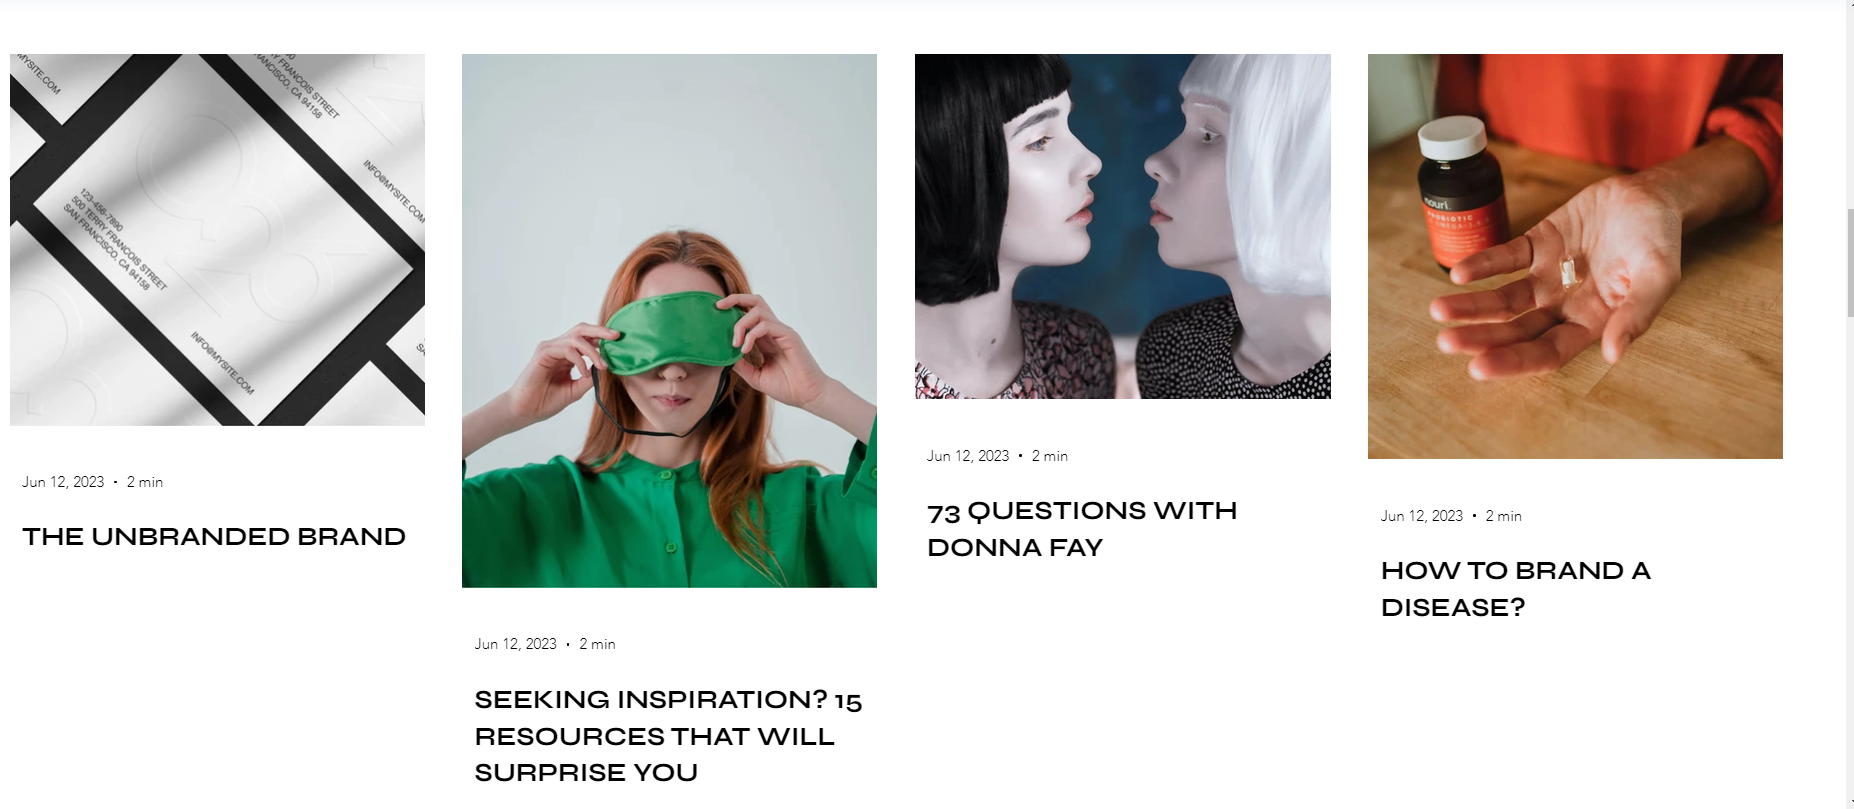 MYSITE.COM
FRANCOIS STREET
FRANCISCO, CA 94158
INFO@MYSITE.COM
123-456-7890
500 TERRY FRANCOIS STREET
SAN FRANCISCO, CA 94158
INFO@MYSITE.COM
Jun 12, 2023 • 2 min
THE UNBRANDED BRAND
Jun 12, 2023 • 2 min
SEEKING INSPIRATION? 15
RESOURCES THAT WILL
SURPRISE YOU
Jun 12, 2023 • 2 min
73 QUESTIONS WITH
DONNA FAY
nouri.
PROBIOTIC
Jun 12, 2023 • 2 min
HOW TO BRAND A
DISEASE?